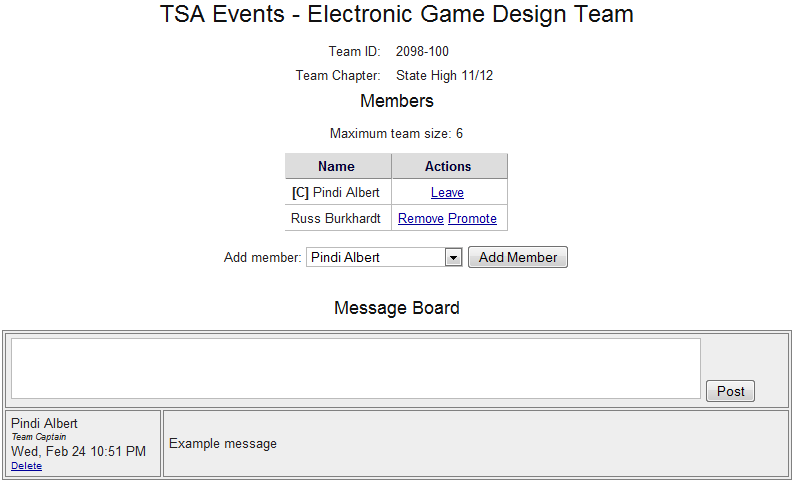 TSA Events - Electronic Game Design Team
Team ID: 2098-100
Team Chapter: State High 11/12
Members
Maximum team size: 6
Name Actions
[C] Pindi Albert Leave
Russ Burkhardt Remove Promote
Add member: Pindi Albert Add Member
Message Board
Post
Pindi Albert
Team Captain
Wed, Feb 24 10:51 PM
Delete
Example message